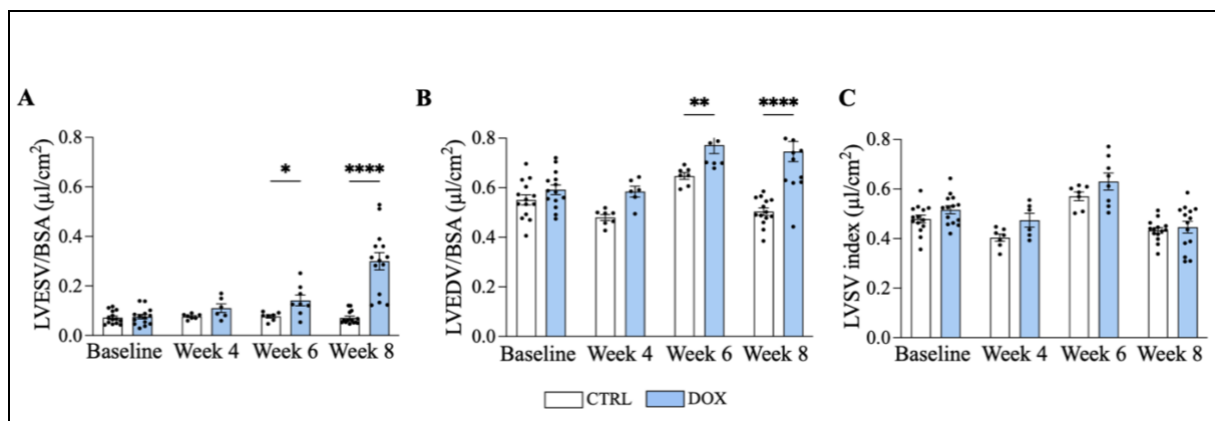 A
B
C
LVESV/BSA (µl/cm²)
0.8
0.6
0.4
0.2
0.0
*
****
Baseline Week 4 Week 6 Week 8
LVEDV/BSA (µl/cm²)
0.8
0.6
0.4
0.2
0.0
**
****
Baseline Week 4 Week 6 Week 8
LVSV index (µl/cm²)
0.8
0.6
0.4
0.2
0.0
Baseline Week 4 Week 6 Week 8
CTRL DOX